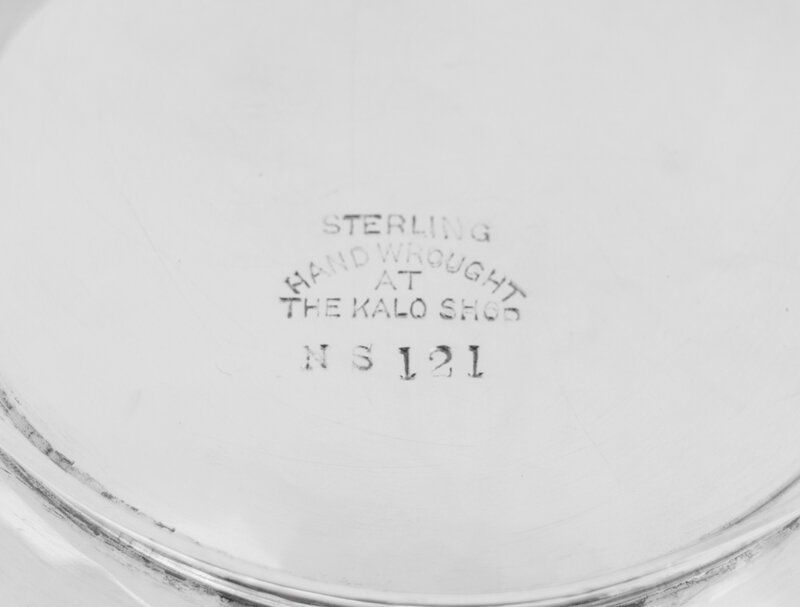 STERLING
HAND WROUGHT
AT
THE KALO SHOP
N S 121